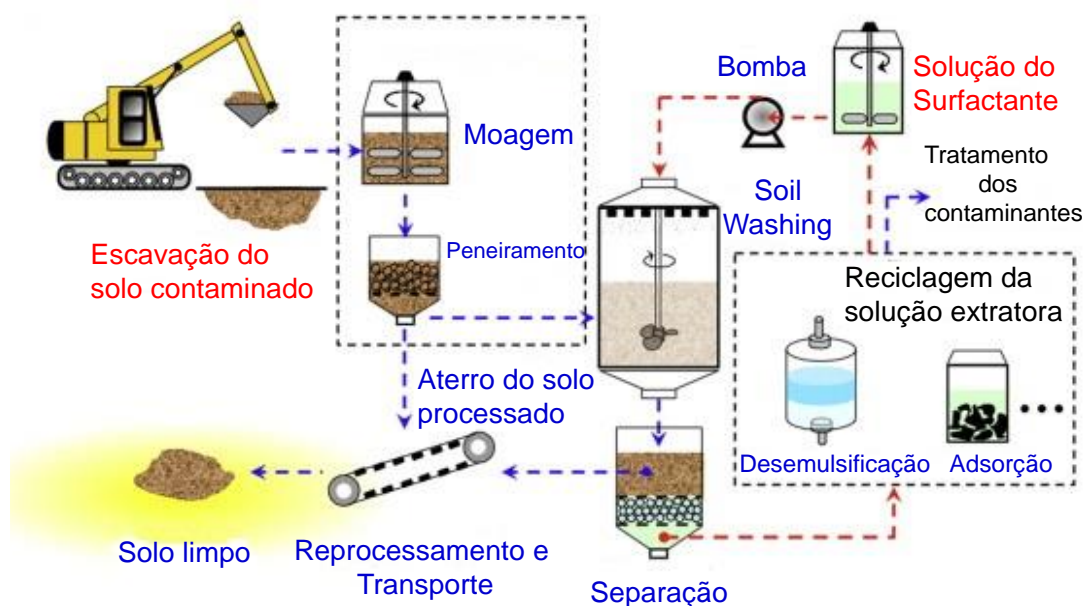 Bomba
Solução do
Surfactante
Moagem
Tratamento
dos
contaminantes
Soil
Washing
Peneiramento
Escavação do
solo contaminado
Reciclagem da
solução extratora
Aterro do solo
processado
Desemulsificação
Adsorção
Solo limpo
Reprocessamento e
Transporte
Separação